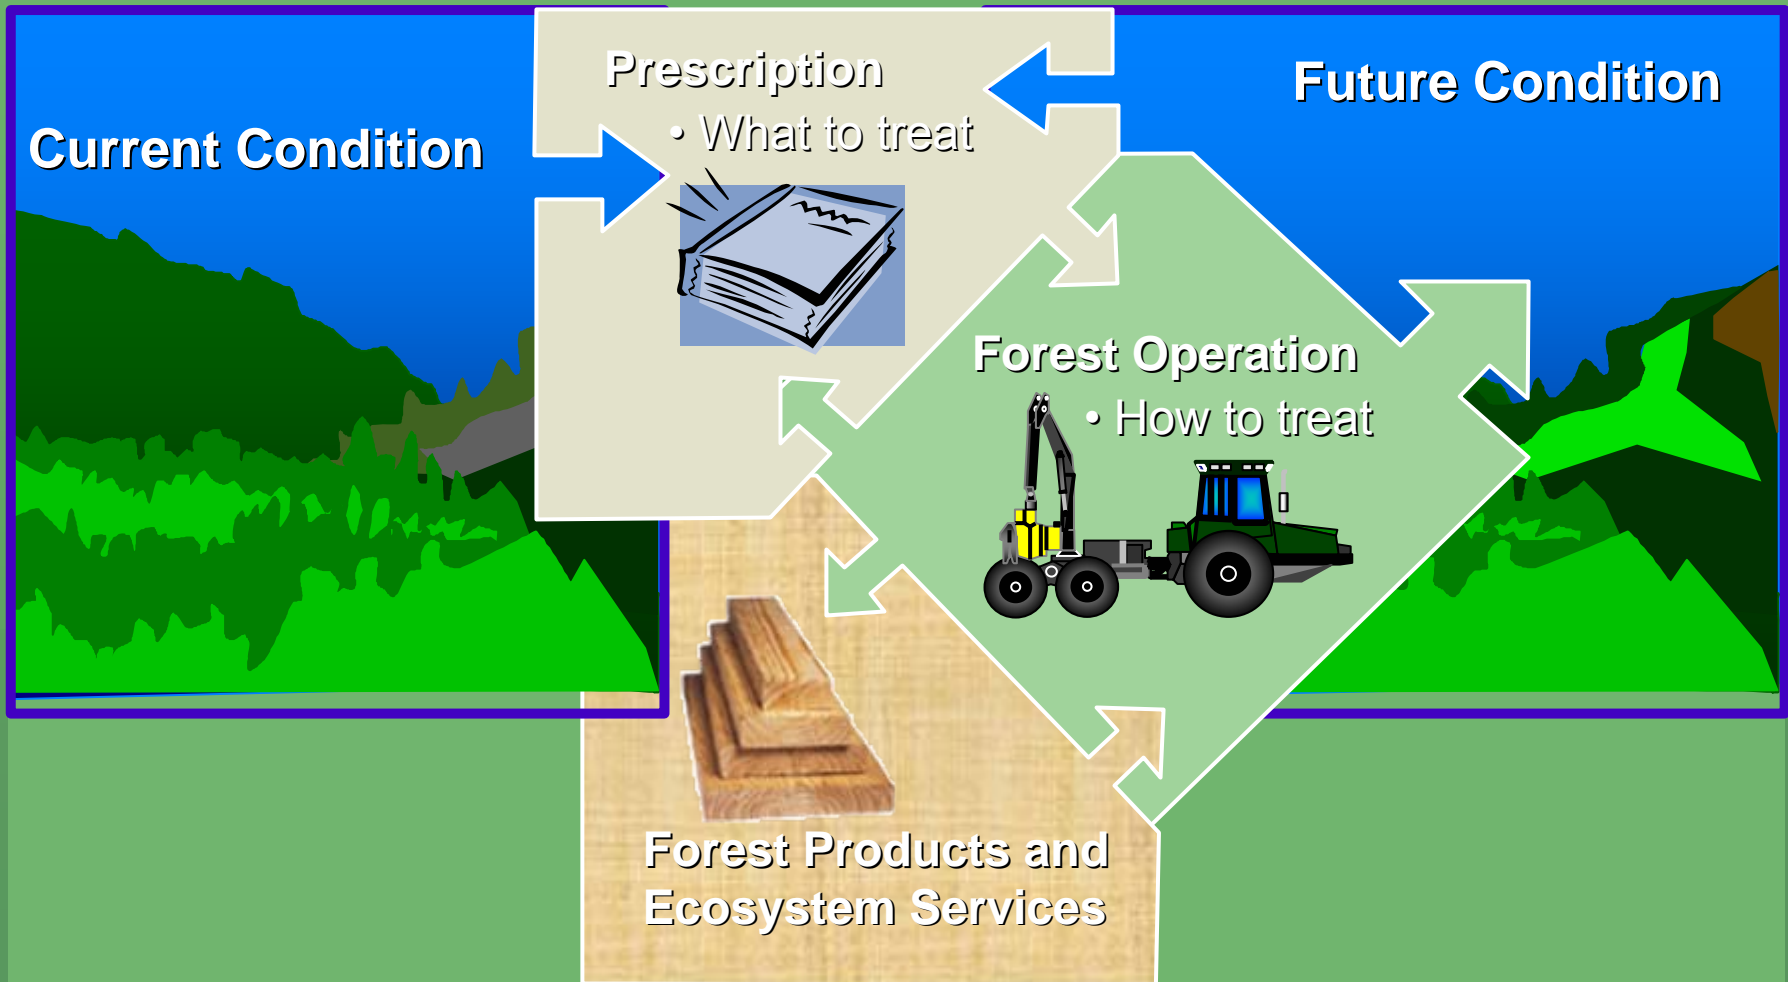 Prescription
• What to treat
Current Condition
Future Condition
Forest Operation
• How to treat
Forest Products and
Ecosystem Services